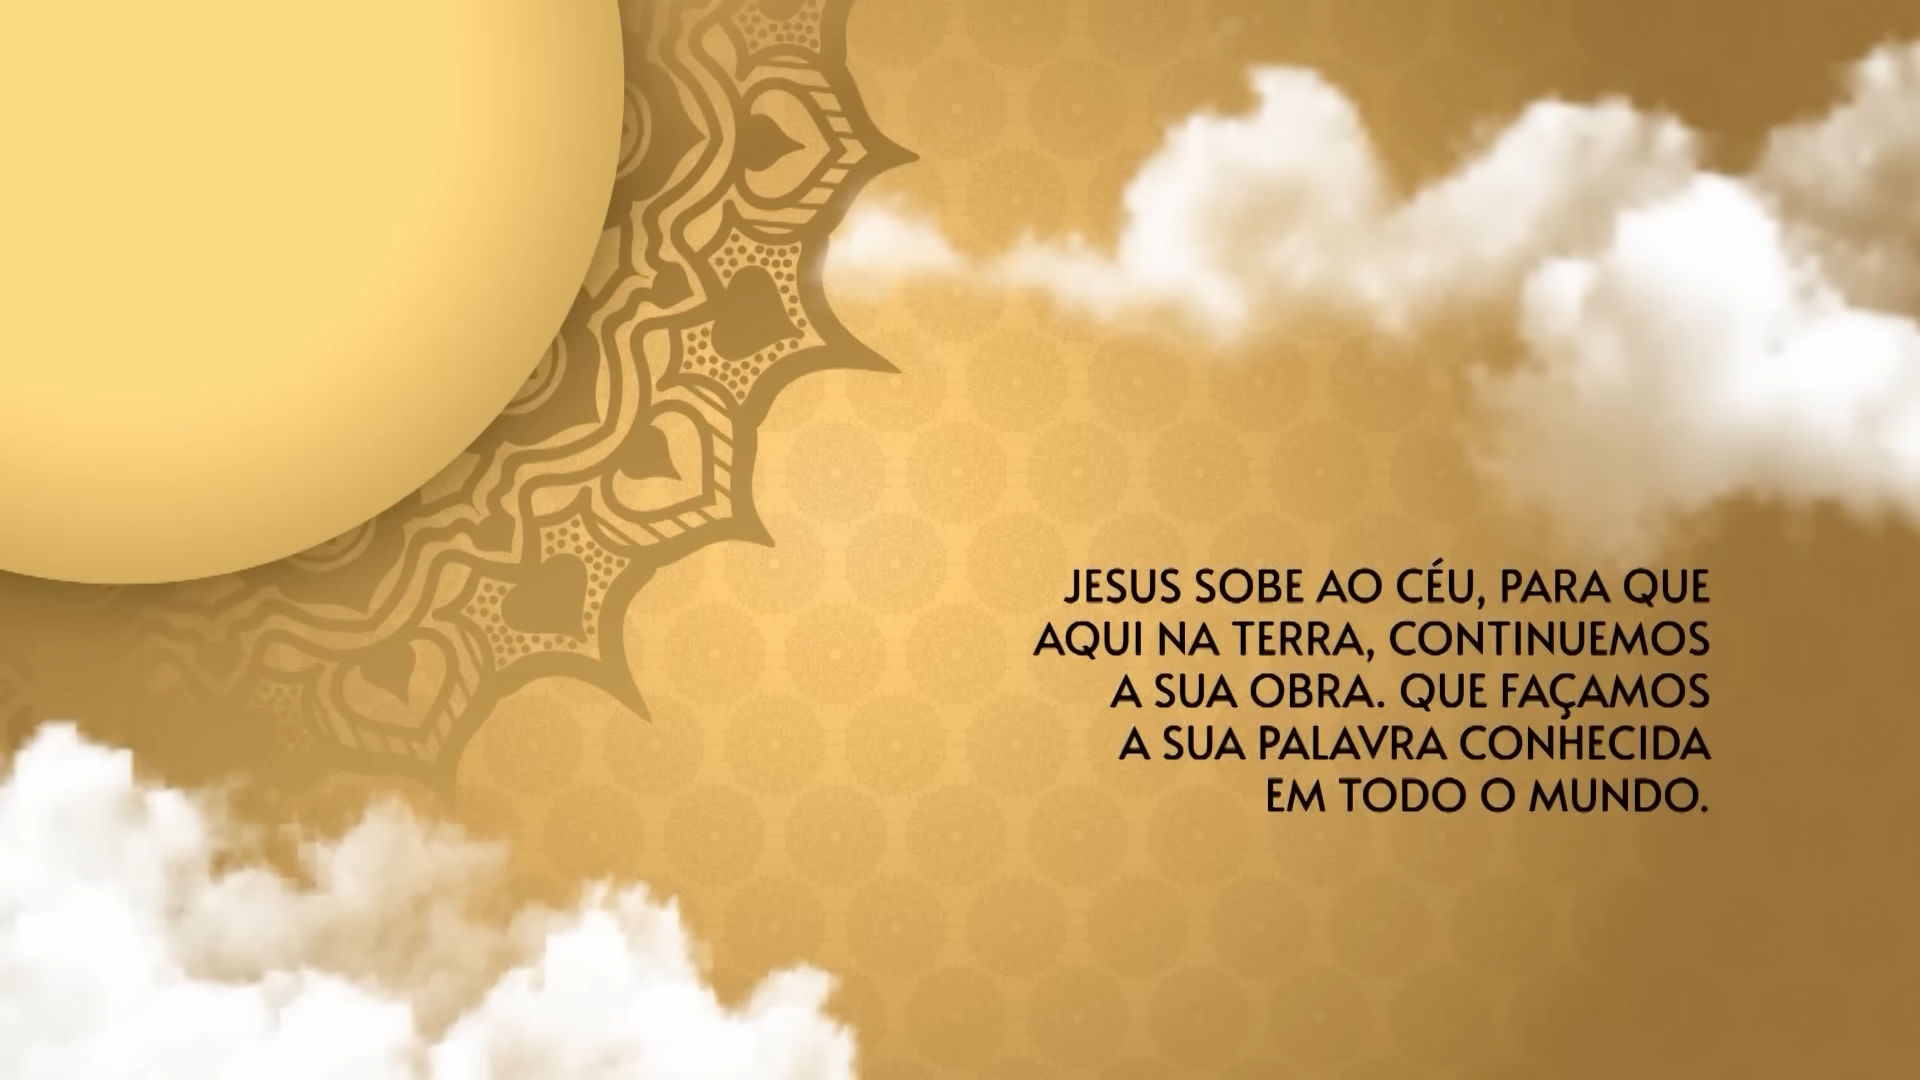 JESUS SOBE AO CÉU, PARA QUE
AQUI NA TERRA, CONTINUEMOS
A SUA OBRA. QUE FAÇAMOS
A SUA PALAVRA CONHECIDA
EM TODO O MUNDO.